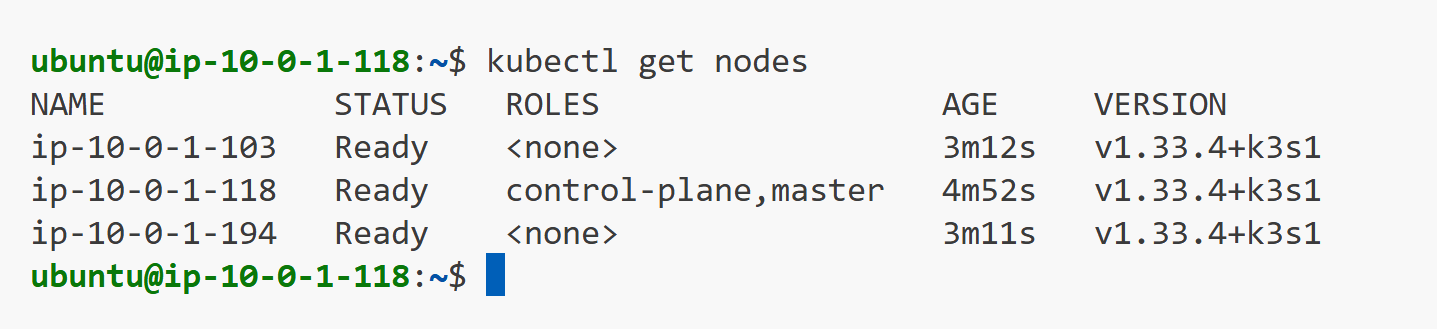 ubuntu@ip-10-0-1-118:~$ kubectl get nodes
NAME            STATUS   ROLES                  AGE     VERSION
ip-10-0-1-103   Ready    <none>                 3m12s   v1.33.4+k3s1
ip-10-0-1-118   Ready    control-plane,master   4m52s   v1.33.4+k3s1
ip-10-0-1-194   Ready    <none>                 3m11s   v1.33.4+k3s1
ubuntu@ip-10-0-1-118:~$